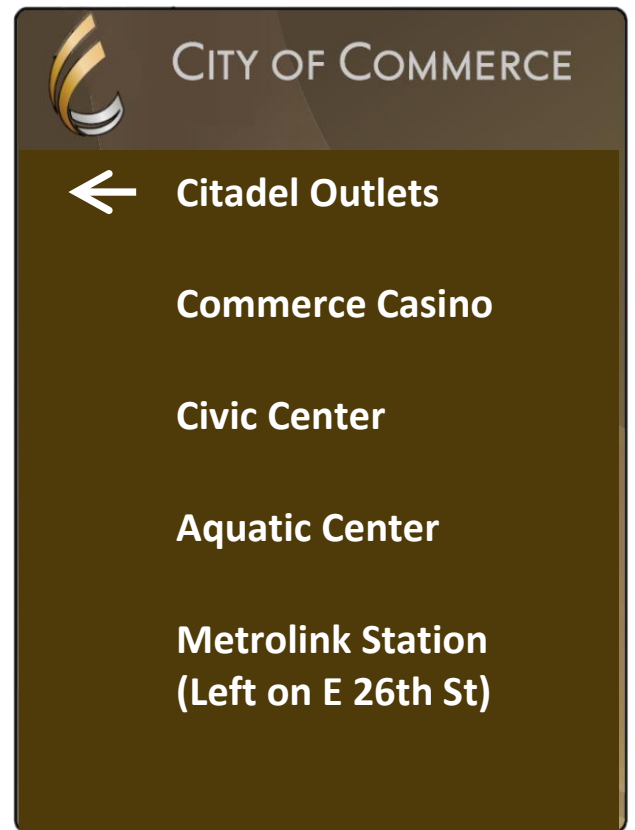 CITY OF COMMERCE
← Citadel Outlets
Commerce Casino
Civic Center
Aquatic Center
Metrolink Station
(Left on E 26th St)